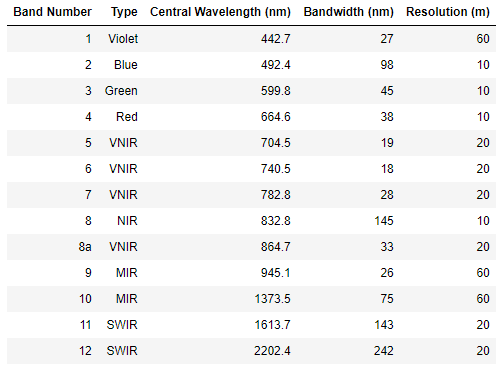 Band Number Type Central Wavelength (nm) Bandwidth (nm) Resolution (m)
1 Violet 442.7 27 60
2 Blue 492.4 98 10
3 Green 599.8 45 10
4 Red 664.6 38 10
5 VNIR 704.5 19 20
6 VNIR 740.5 18 20
7 VNIR 782.8 28 20
8 NIR 832.8 145 10
8a VNIR 864.7 33 20
9 MIR 945.1 26 60
10 MIR 1373.5 75 60
11 SWIR 1613.7 143 20
12 SWIR 2202.4 242 20